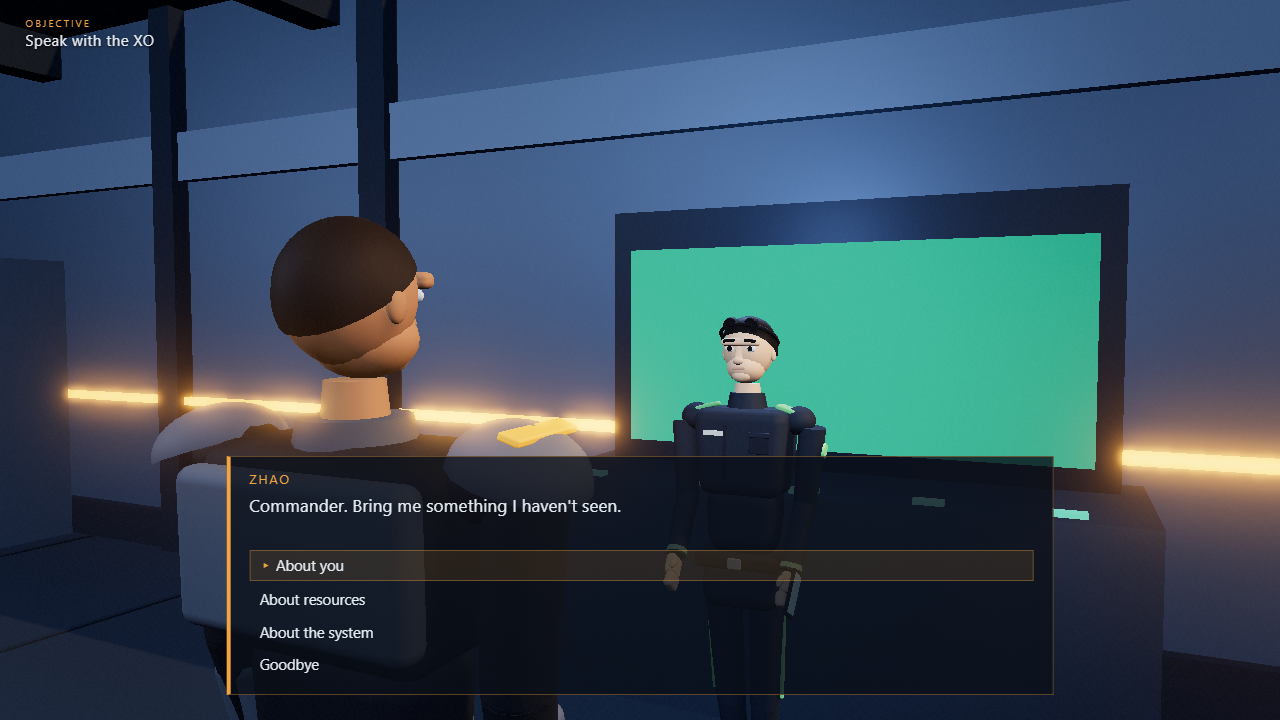 OBJECTIVE
Speak with the XO
ZHAO
Commander. Bring me something I haven't seen.
About you
About resources
About the system
Goodbye